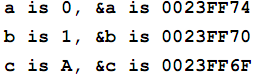 a is 0, &a is 0023FF74
b is 1, &b is 0023FF70
c is A, &c is 0023FF6F